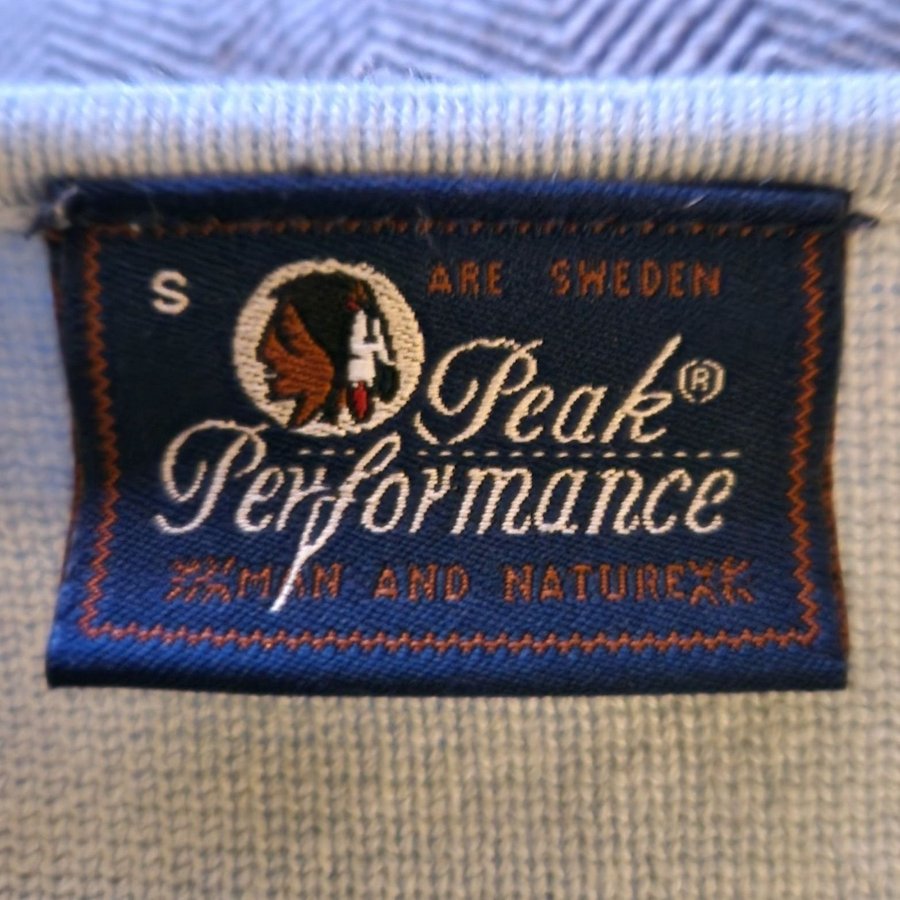 S
ARE SWEDEN
Peak®
Performance
MAN AND NATURE